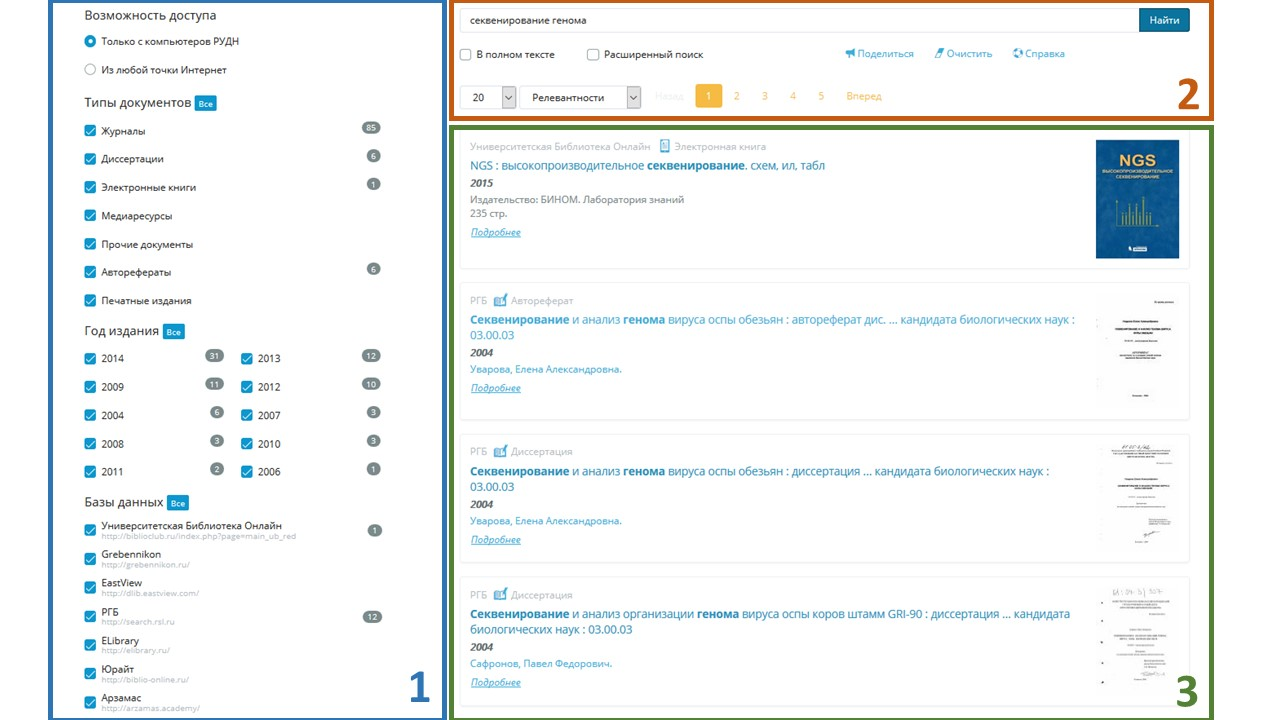 Возможность доступа
Только с компьютеров РУДН
Из любой точки Интернет
Типы документов Все
Журналы 85
Диссертации 6
Электронные книги 1
Медиаресурсы
Прочие документы
Авторефераты 6
Печатные издания
Год издания Все
2014 31 2013 12
2009 11 2012 10
2004 6 2007 3
2008 3 2010 3
2011 2 2006 1
Базы данных Все
Университетская Библиотека Онлайн 1
http://biblioclub.ru/index.php?page=main_ub_red
Grebennikon
http://grebennikon.ru/
EastView
http://dlib.eastview.com/
РГБ 12
http://search.rsl.ru
ELibrary
http://elibrary.ru/
Юрайт
http://biblio-online.ru/
Арзамас
http://arzamas.academy/
1
секвенирование генома Найти
В полном тексте Расширенный поиск Поделиться Очистить Справка
20 Релевантности Назад 1 2 3 4 5 Вперед
2
Университетская Библиотека Онлайн Электронная книга
NGS : высокопроизводительное секвенирование. схем, ил, табл
2015
Издательство: БИНОМ. Лаборатория знаний
235 стр.
Подробнее
NGS
ВЫСОКОПРОИЗВОДИТЕЛЬНОЕ
СЕКВЕНИРОВАНИЕ
РГБ Автореферат
Секвенирование и анализ генома вируса оспы обезьян : автореферат дис. ... кандидата биологических наук :
03.00.03
2004
Уварова, Елена Александровна.
Подробнее
РГБ Диссертация
Секвенирование и анализ генома вируса оспы обезьян : диссертация ... кандидата биологических наук :
03.00.03
2004
Уварова, Елена Александровна.
Подробнее
РГБ Диссертация
Секвенирование и анализ организации генома вируса оспы коров штамм GRI-90 : диссертация ... кандидата
биологических наук : 03.00.03
2004
Сафронов, Павел Федорович.
Подробнее
3